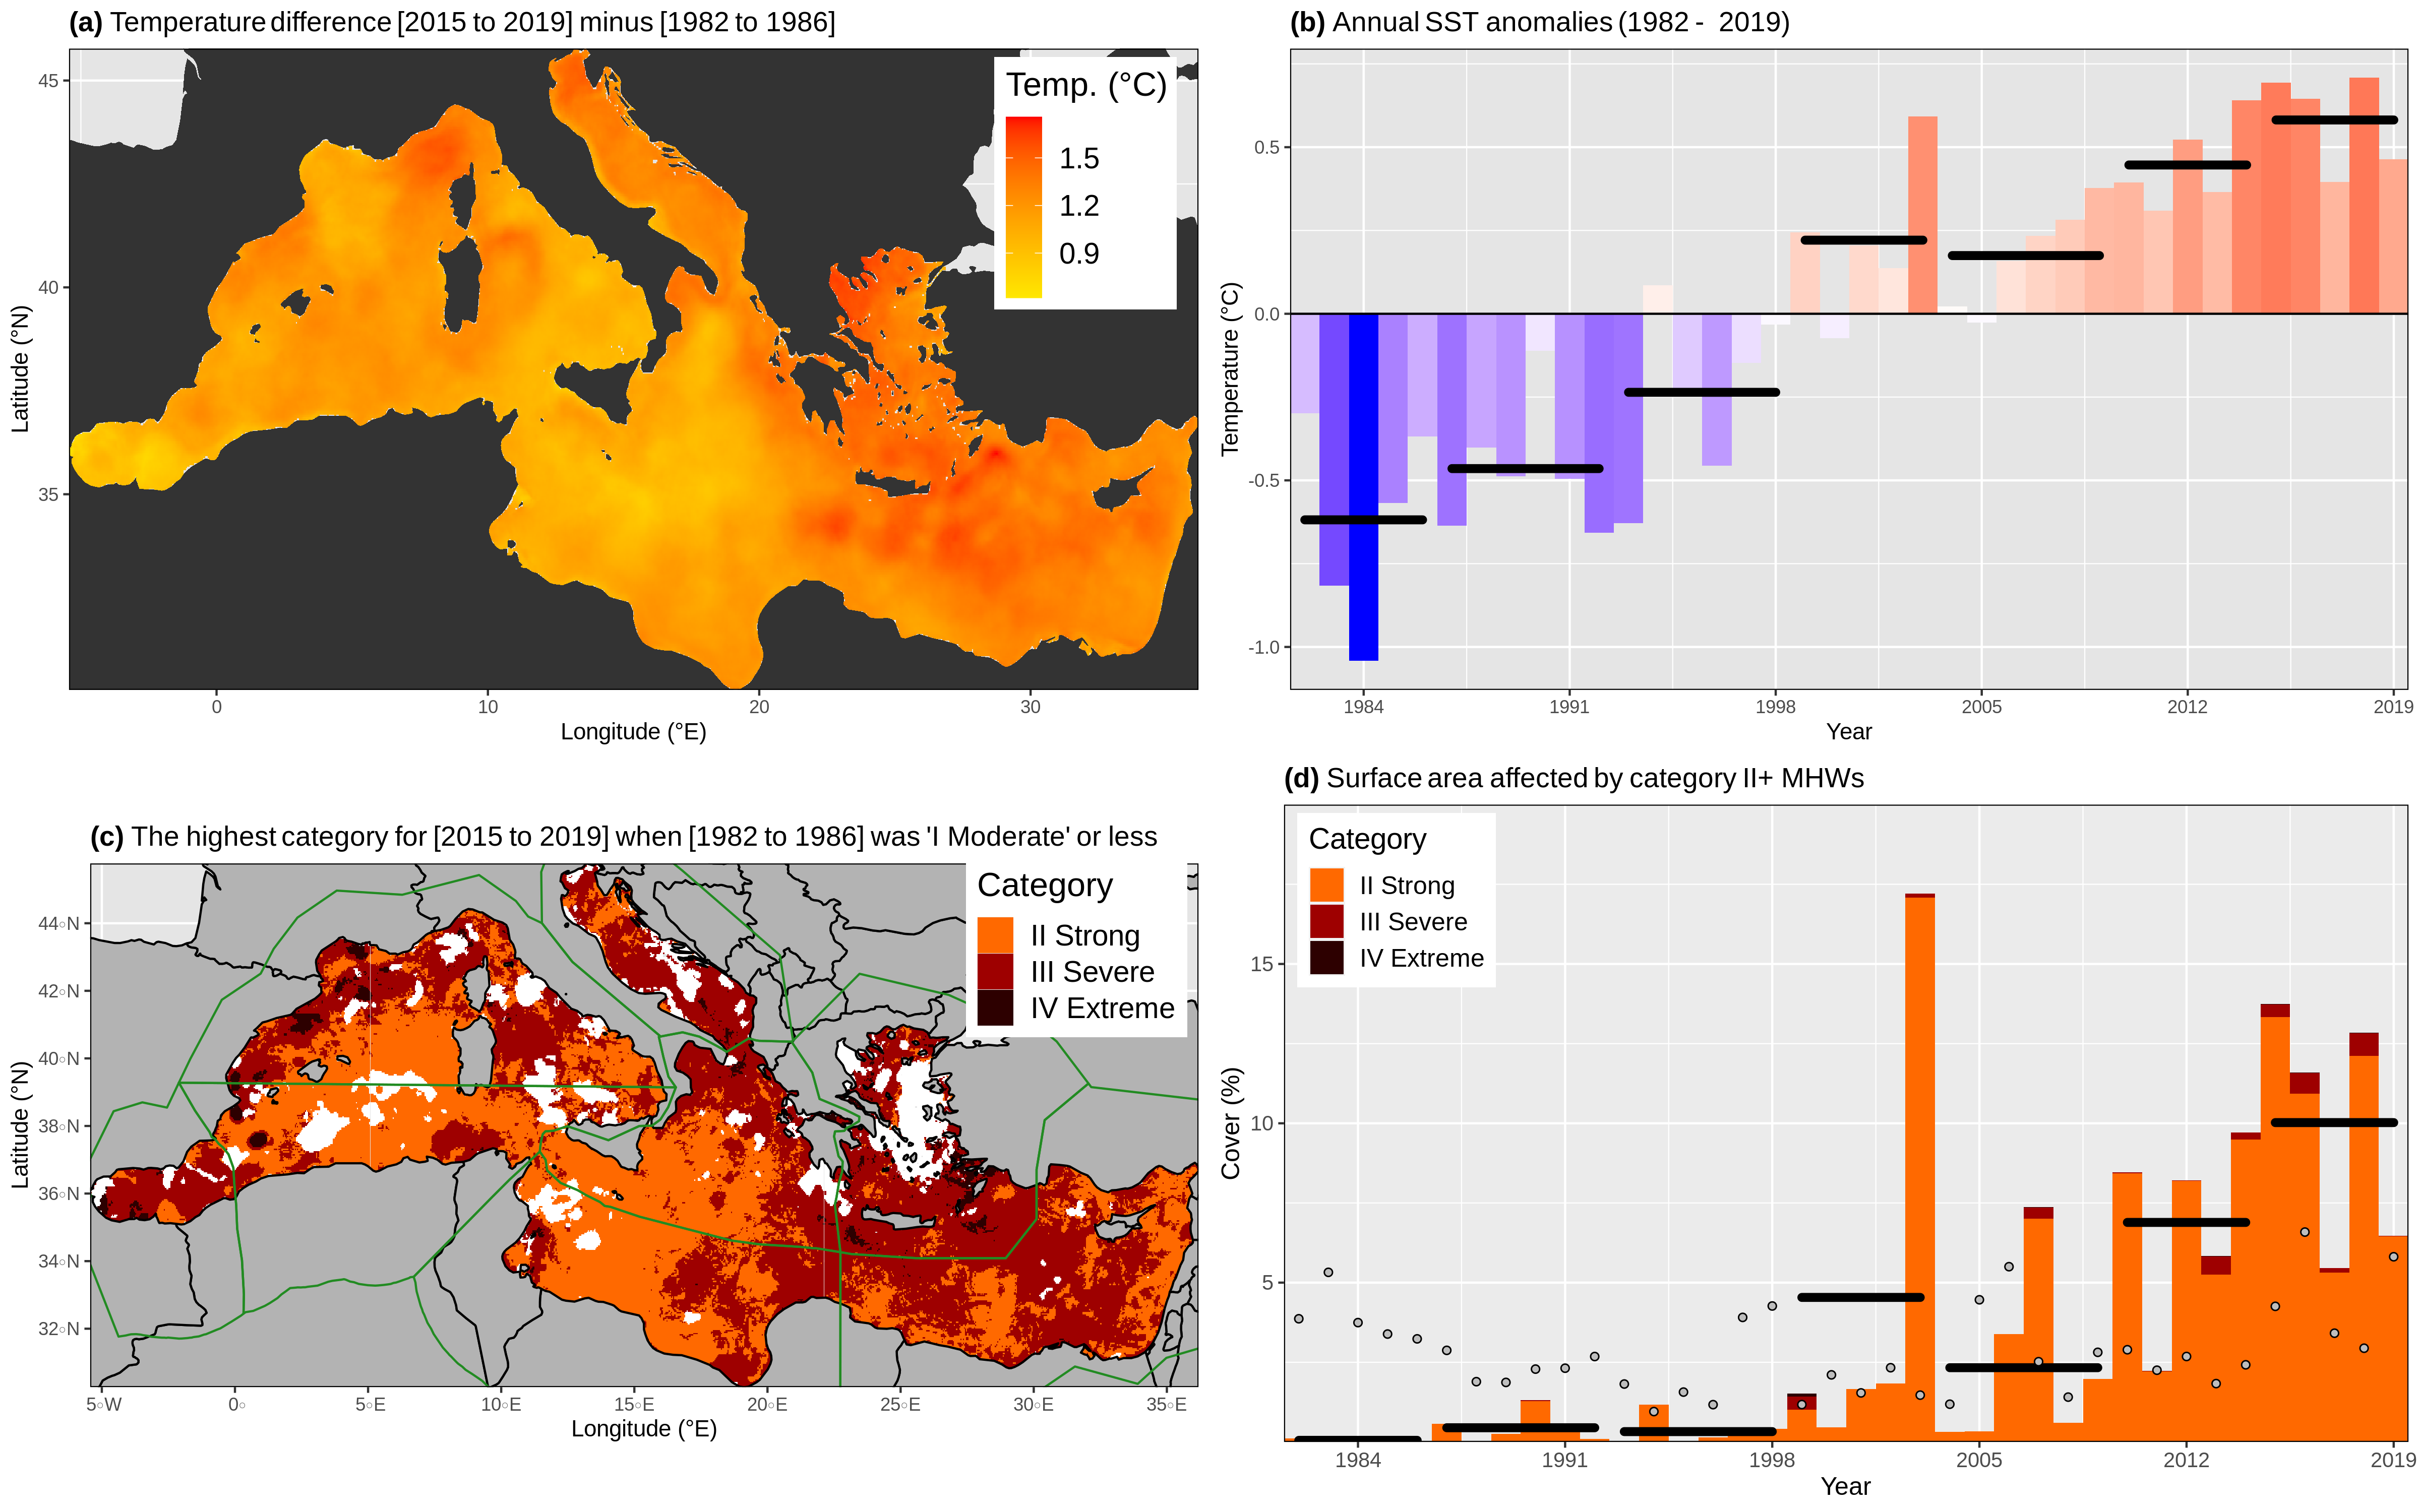 (a) Temperature difference [2015 to 2019] minus [1982 to 1986]
Temp. (°C)
1.5
1.2
0.9
45
40
35
Latitude (°N)
0
10
20
30
Longitude (°E)
(b) Annual SST anomalies (1982 - 2019)
0.5
0.0
-0.5
-1.0
Temperature (°C)
1984
1991
1998
2005
2012
2019
Year
(c) The highest category for [2015 to 2019] when [1982 to 1986] was 'I Moderate' or less
Category
II Strong
III Severe
IV Extreme
44◦N
42◦N
40◦N
38◦N
36◦N
34◦N
32◦N
Latitude (°N)
5◦W
0◦
5◦E
10◦E
15◦E
20◦E
25◦E
30◦E
35◦E
Longitude (°E)
(d) Surface area affected by category II+ MHWs
Category
II Strong
III Severe
IV Extreme
15
10
5
Cover (%)
1984
1991
1998
2005
2012
2019
Year